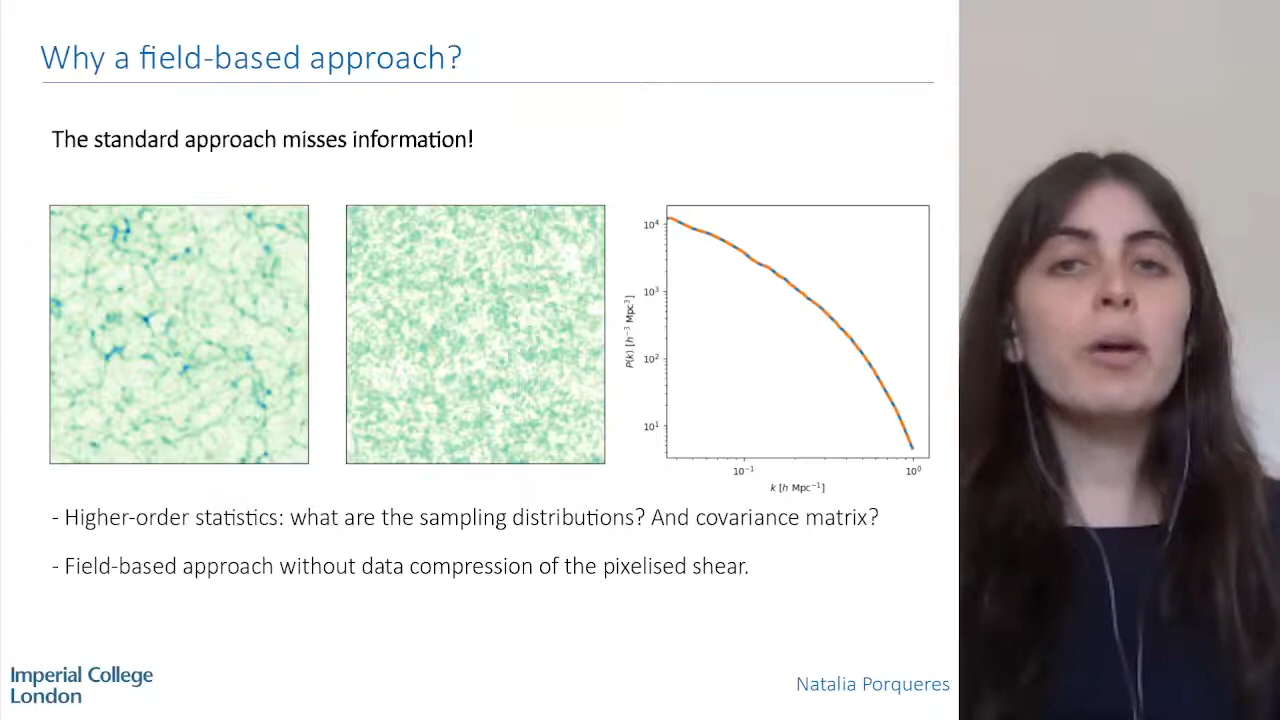 Why a field-based approach?
The standard approach misses information!
10⁴
10³
10²
10¹
P(k) [h⁻³ Mpc³]
10⁻¹
10⁰
k [h Mpc⁻¹]
- Higher-order statistics: what are the sampling distributions? And covariance matrix?
- Field-based approach without data compression of the pixelised shear.
Imperial College
London
Natalia Porqueres